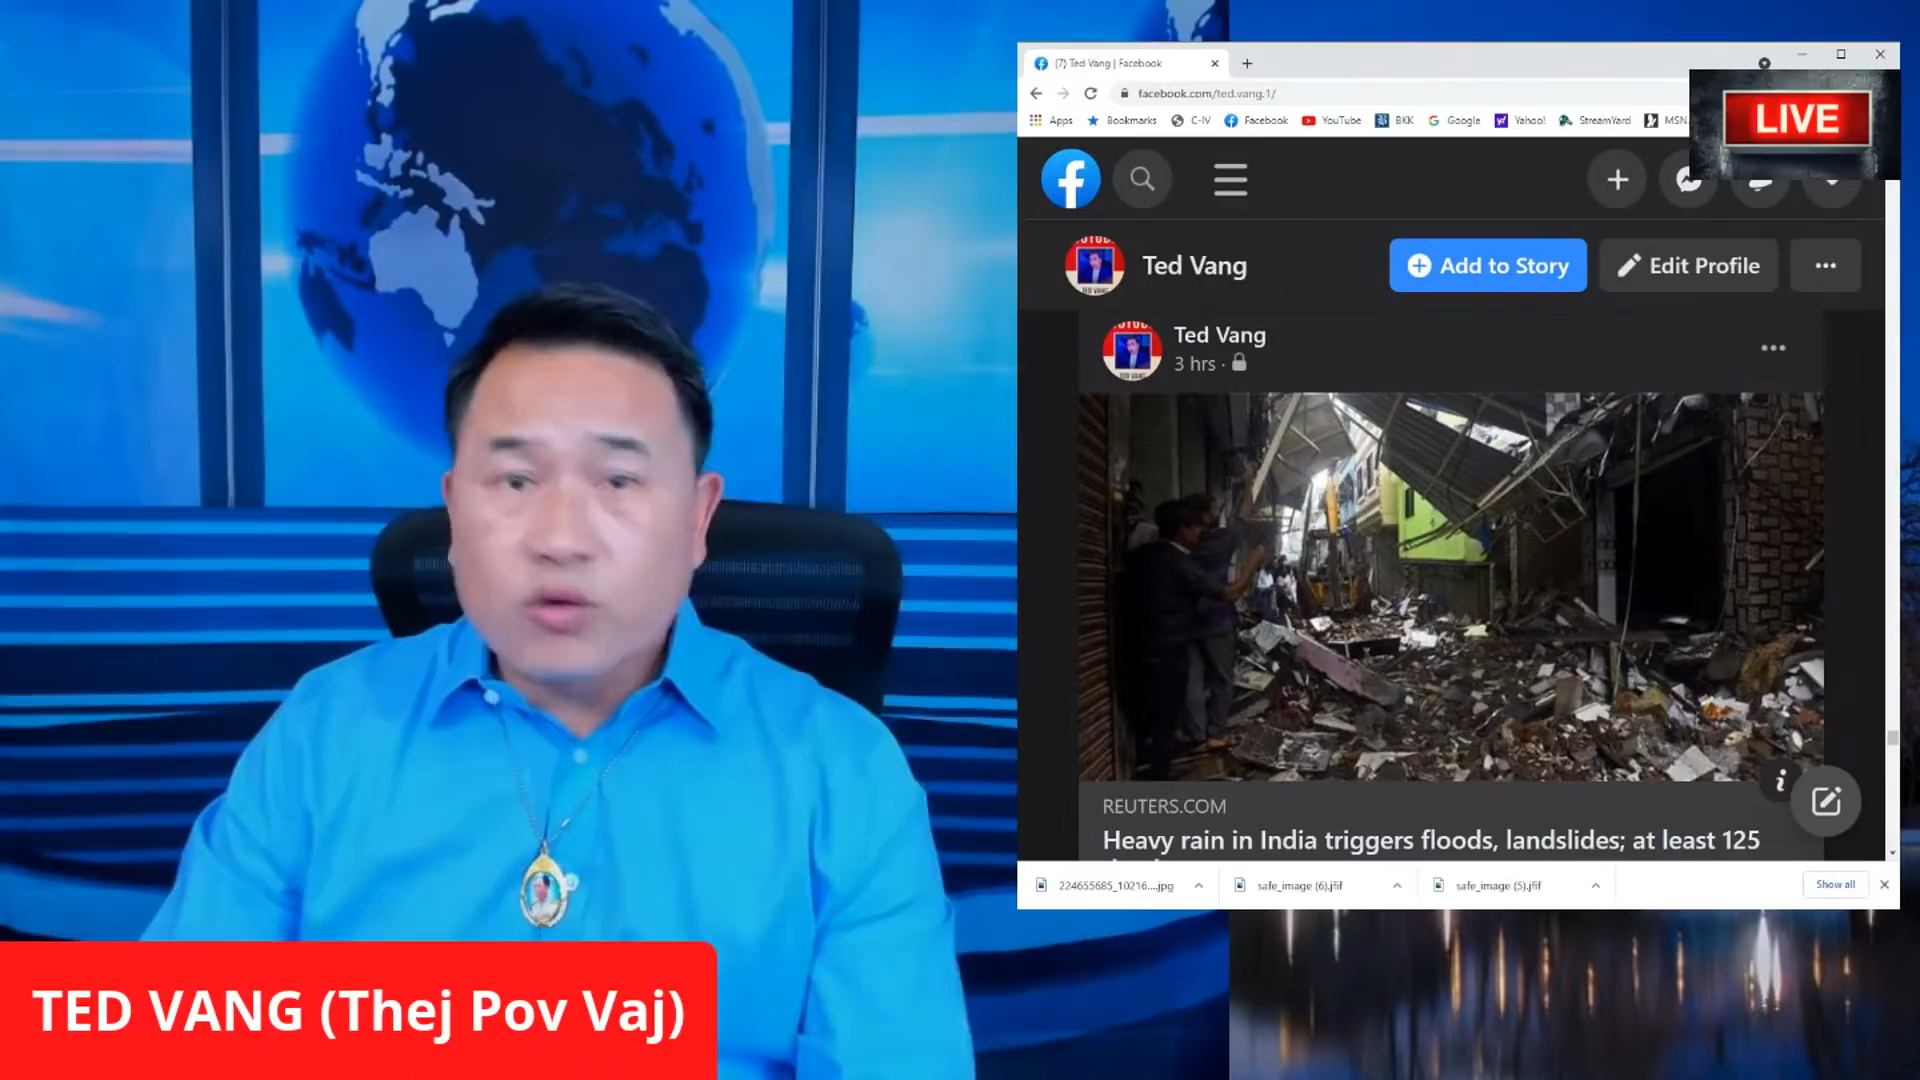 (7) Ted Vang | Facebook
facebook.com/ted.vang.1/
Apps Bookmarks C-IV Facebook YouTube BKK Google Yahoo! StreamYard MSN
LIVE
Ted Vang
Add to Story
Edit Profile
Ted Vang
3 hrs ·
REUTERS.COM
Heavy rain in India triggers floods, landslides; at least 125
224655685_10216....jpg
safe_image (6).jfif
safe_image (5).jfif
Show all
TED VANG (Thej Pov Vaj)